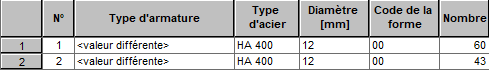 N° Type d'armature Type d'acier Diamètre [mm] Code de la forme Nombre
1 1 <valeur différente> HA 400 12 00 60
2 2 <valeur différente> HA 400 12 00 43